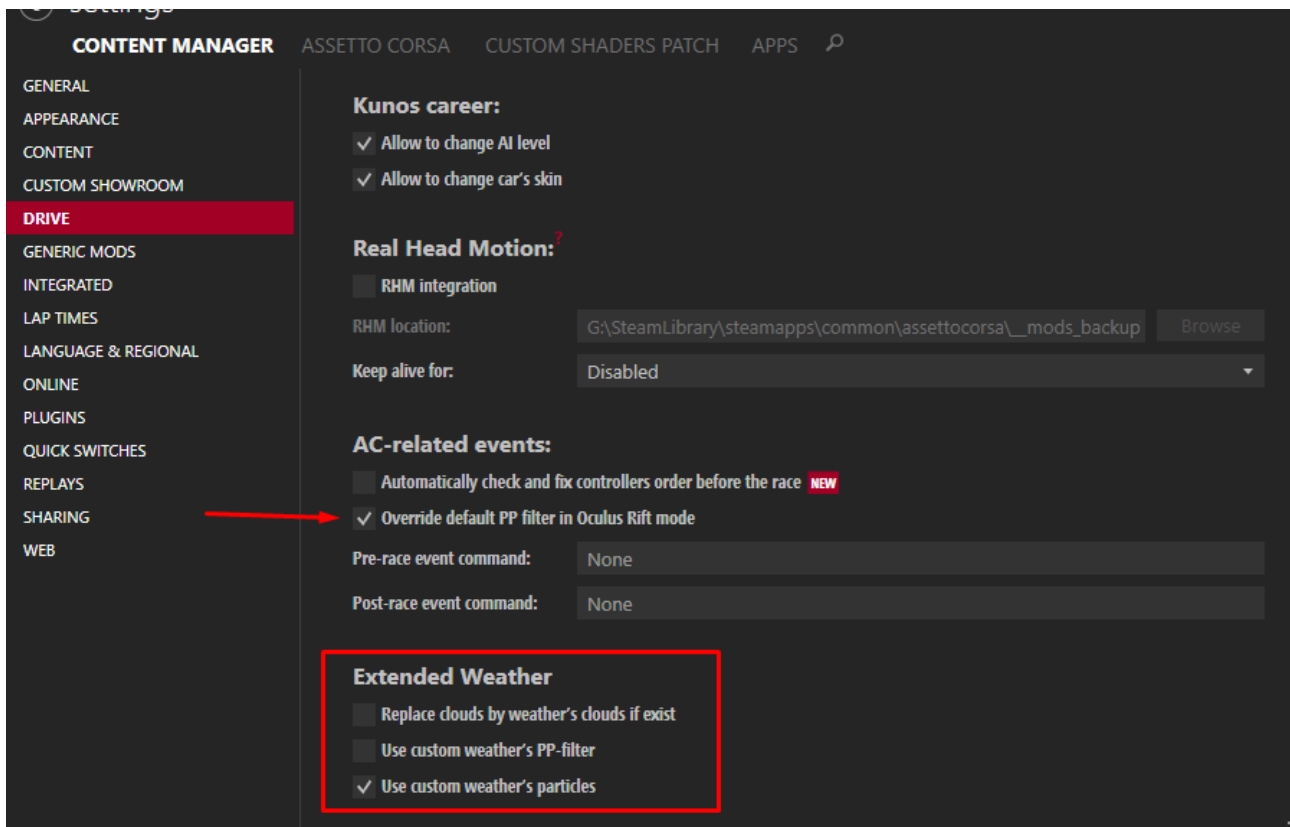 settings
CONTENT MANAGER ASSETTO CORSA CUSTOM SHADERS PATCH APPS
GENERAL
APPEARANCE
CONTENT
CUSTOM SHOWROOM
DRIVE
GENERIC MODS
INTEGRATED
LAP TIMES
LANGUAGE & REGIONAL
ONLINE
PLUGINS
QUICK SWITCHES
REPLAYS
SHARING
WEB
Kunos career:
Allow to change AI level
Allow to change car's skin
Real Head Motion:?
RHM integration
RHM location: G:\SteamLibrary\steamapps\common\assettocorsa\__mods_backup Browse
Keep alive for: Disabled
AC-related events:
Automatically check and fix controllers order before the race NEW
Override default PP filter in Oculus Rift mode
Pre-race event command: None
Post-race event command: None
Extended Weather
Replace clouds by weather's clouds if exist
Use custom weather's PP-filter
Use custom weather's particles